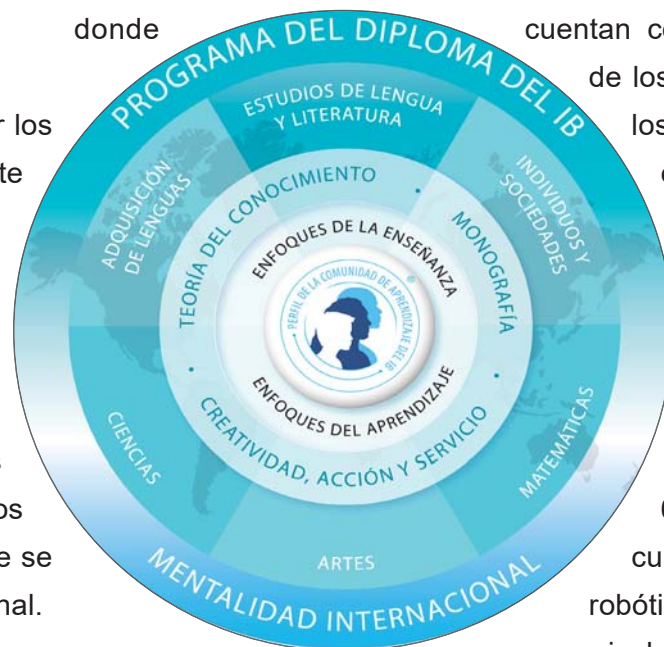 donde
cuentan
de los
los
r los
te
PROGRAMA DEL DIPLOMA DEL IB
ESTUDIOS DE LENGUA
Y LITERATURA
ADQUISICIÓN
DE LENGUAS
INDIVIDUOS Y
SOCIEDADES
TEORÍA DEL CONOCIMIENTO
MONOGRAFÍA
ENFOQUES DE LA ENSEÑANZA
• PERFIL DE LA COMUNIDAD DE APRENDIZAJE DEL IB •
®
ENFOQUES DEL APRENDIZAJE
CREATIVIDAD, ACCIÓN Y SERVICIO
CIENCIAS
MATEMÁTICAS
ARTES
MENTALIDAD INTERNACIONAL
os
e se
nal.
cu
robóti